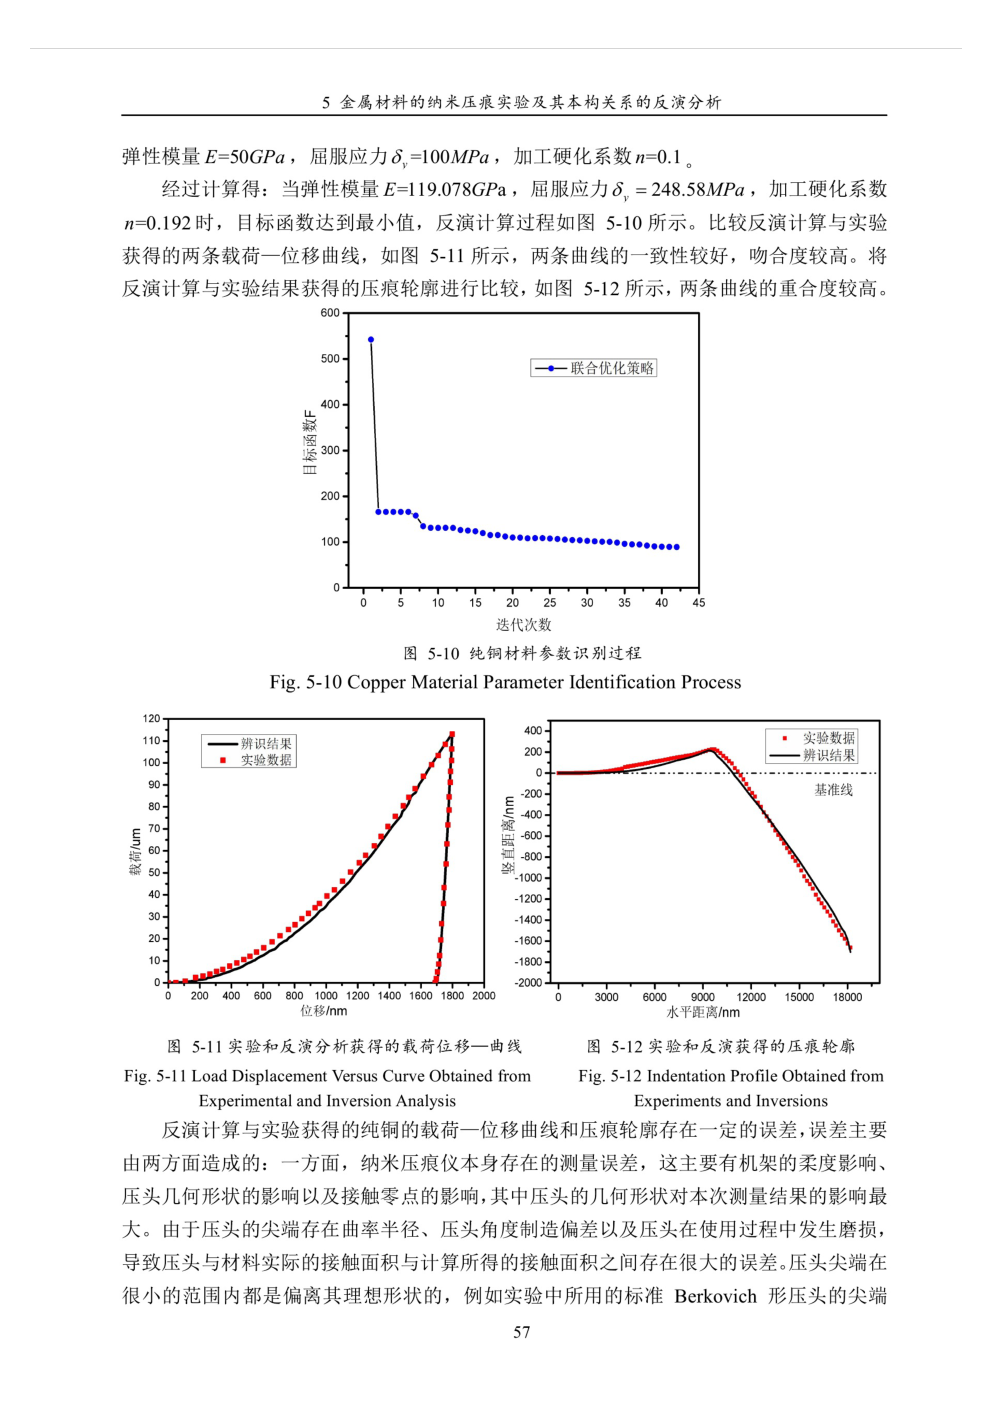 5 金属材料的纳米压痕实验及其本构关系的反演分析
弹性模量E=50GPa，屈服应力δy=100MPa，加工硬化系数n=0.1。
经过计算得：当弹性模量E=119.078GPa，屈服应力δy = 248.58MPa，加工硬化系数
n=0.192时，目标函数达到最小值，反演计算过程如图 5-10 所示。比较反演计算与实验
获得的两条载荷—位移曲线，如图 5-11 所示，两条曲线的一致性较好，吻合度较高。将
反演计算与实验结果获得的压痕轮廓进行比较，如图 5-12 所示，两条曲线的重合度较高。
600
500
400
300
200
100
0
目标函数F
联合优化策略
0 5 10 15 20 25 30 35 40 45
迭代次数
图 5-10 纯铜材料参数识别过程
Fig. 5-10 Copper Material Parameter Identification Process
120
110
100
90
80
70
60
50
40
30
20
10
0
载荷/um
辨识结果
实验数据
0 200 400 600 800 1000 1200 1400 1600 1800 2000
位移/nm
400
200
0
-200
-400
-600
-800
-1000
-1200
-1400
-1600
-1800
-2000
竖直距离/um
实验数据
辨识结果
基准线
0 3000 6000 9000 12000 15000 18000
水平距离/nm
图 5-11 实验和反演分析获得的载荷位移—曲线
Fig. 5-11 Load Displacement Versus Curve Obtained from
Experimental and Inversion Analysis
图 5-12 实验和反演获得的压痕轮廓
Fig. 5-12 Indentation Profile Obtained from
Experiments and Inversions
反演计算与实验获得的纯铜的载荷—位移曲线和压痕轮廓存在一定的误差，误差主要
由两方面造成的：一方面，纳米压痕仪本身存在的测量误差，这主要有机架的柔度影响、
压头几何形状的影响以及接触零点的影响，其中压头的几何形状对本次测量结果的影响最
大。由于压头的尖端存在曲率半径、压头角度制造偏差以及压头在使用过程中发生磨损，
导致压头与材料实际的接触面积与计算所得的接触面积之间存在很大的误差。压头尖端在
很小的范围内都是偏离其理想形状的，例如实验中所用的标准 Berkovich 形压头的尖端
57